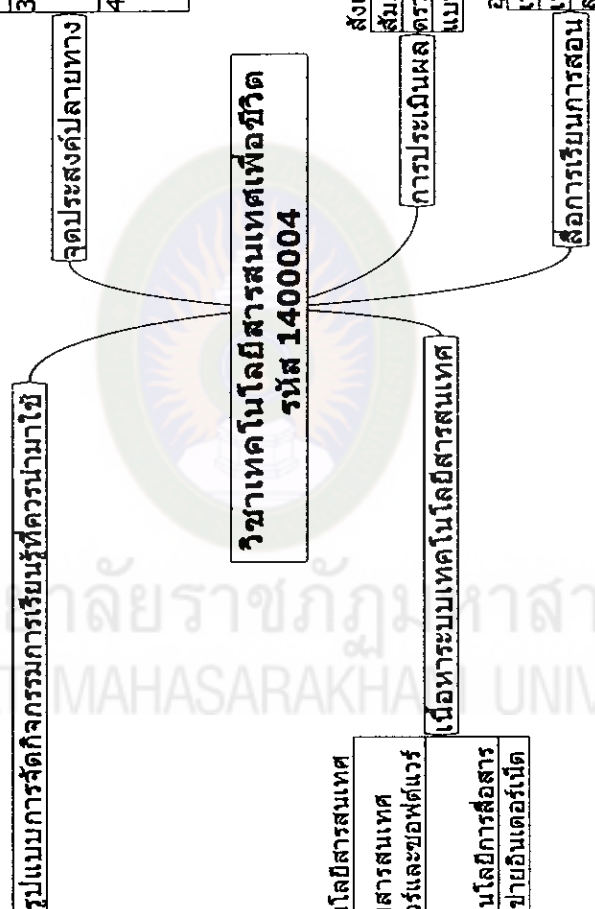 วิชาเทคโนโลยีสารสนเทศเพื่อชีวิต
รหัส 1400004
รูปแบบการจัดกิจกรรมการเรียนรู้ที่ควรนำมาใช้
จุดประสงค์ปลายทาง
3
4
การประเมินผล
สื่อการเรียนการสอน
เนื้อหาระบบเทคโนโลยีสารสนเทศ
นโลยีสารสนเทศ
สารสนเทศ
วร์และซอฟต์แวร์
นโลยีการสื่อสาร
ข่ายอินเตอร์เน็ต
าลัยราชภัฏมหาสา
MAHASARAKHAM UNIV